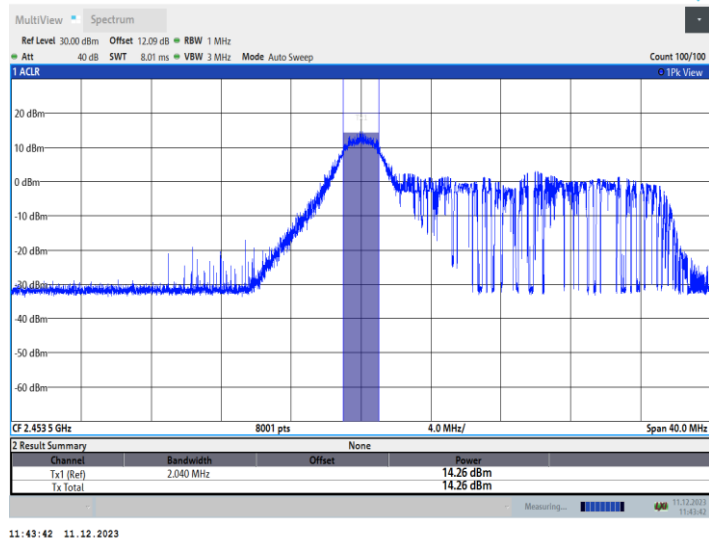 MultiView Spectrum
Ref Level 30.00 dBm Offset 12.09 dB RBW 1 MHz
Att 40 dB SWT 8.01 ms VBW 3 MHz Mode Auto Sweep Count 100/100
1 ACLR 1Pk View
20 dBm
10 dBm
0 dBm
-10 dBm
-20 dBm
-30 dBm
-40 dBm
-50 dBm
-60 dBm
CF 2.453 5 GHz 8001 pts 4.0 MHz/ Span 40.0 MHz
2 Result Summary None
Channel Bandwidth Offset Power
Tx1 (Ref) 2.040 MHz 14.26 dBm
Tx Total 14.26 dBm
Measuring... 11.12.2023
11:43:42
11:43:42 11.12.2023